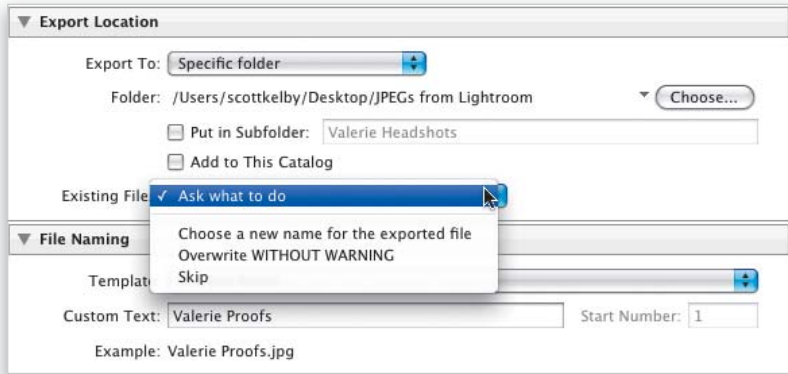 Export Location
Export To: Specific folder
Folder: /Users/scottkelby/Desktop/JPEGs from Lightroom Choose...
Put in Subfolder: Valerie Headshots
Add to This Catalog
Existing File ✓ Ask what to do
Choose a new name for the exported file
File Naming
Overwrite WITHOUT WARNING
Skip
Template
Custom Text: Valerie Proofs Start Number: 1
Example: Valerie Proofs.jpg